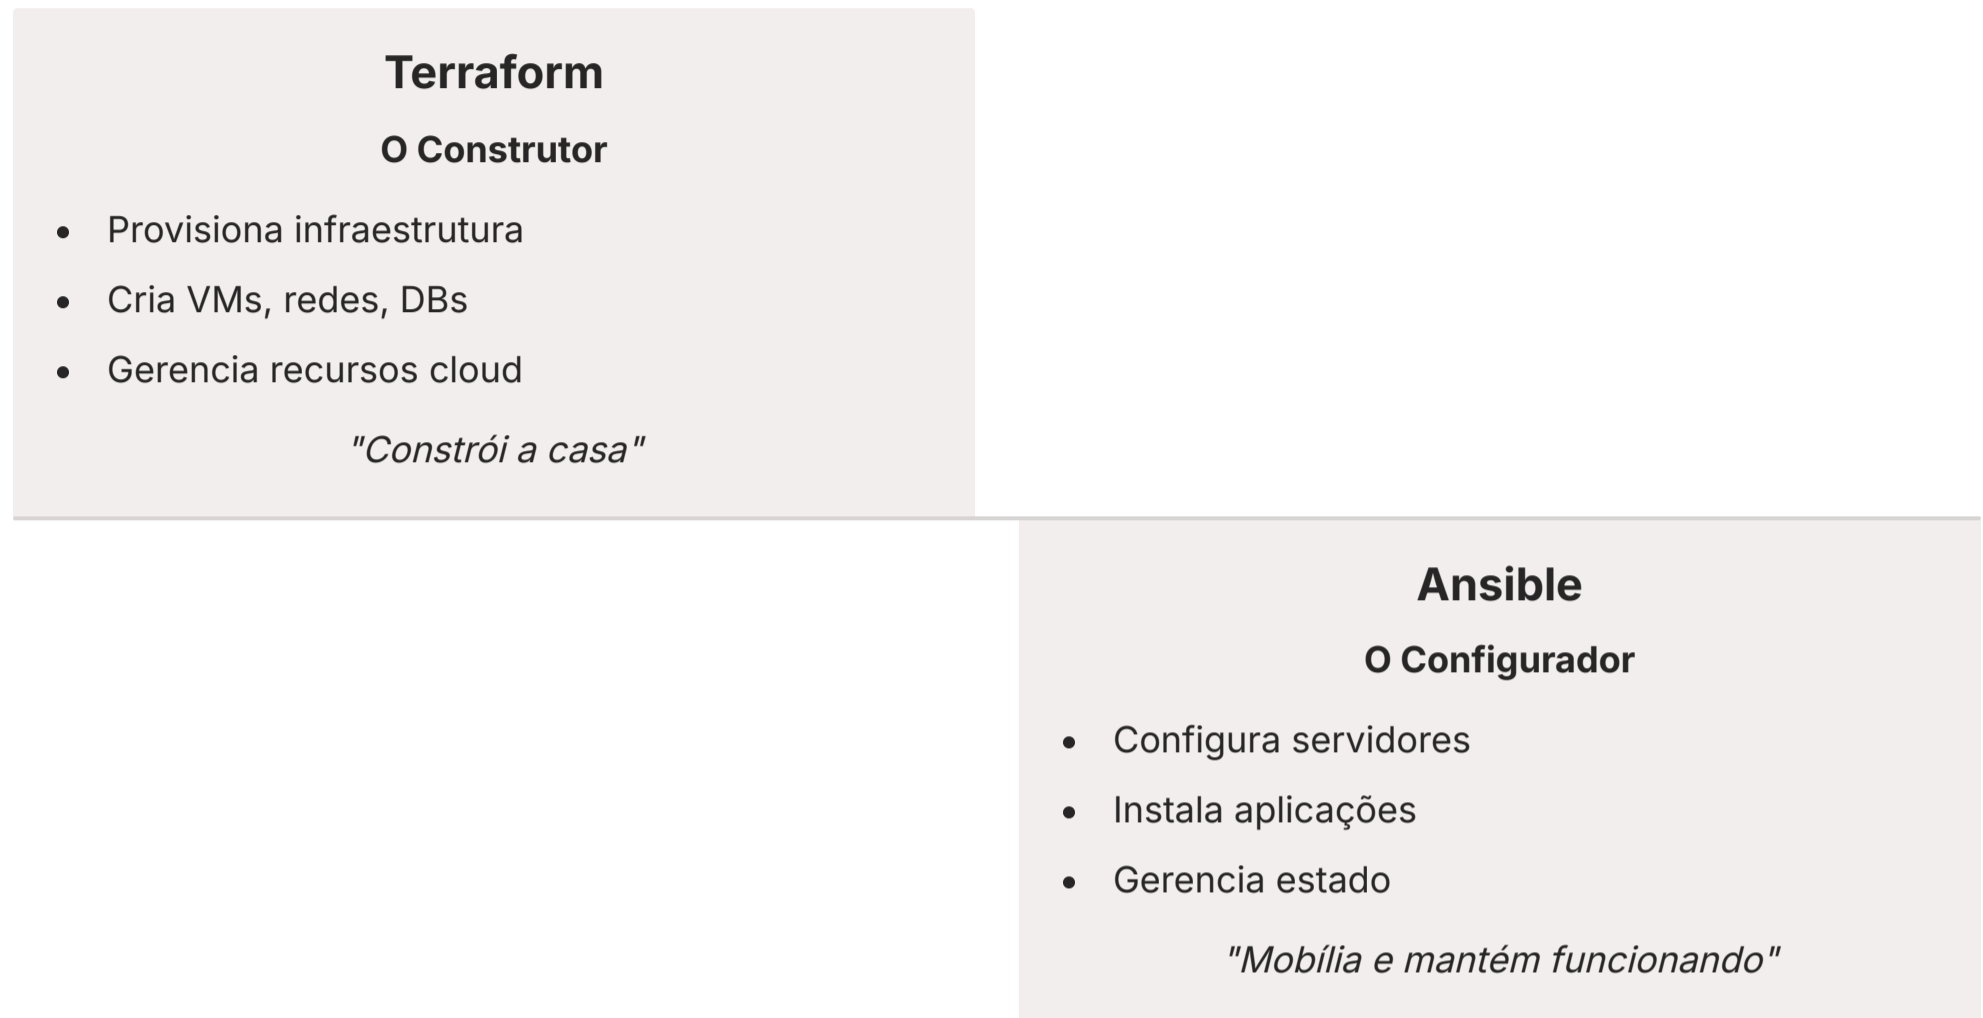 Terraform
O Construtor
• Provisiona infraestrutura
• Cria VMs, redes, DBs
• Gerencia recursos cloud
"Constrói a casa"
Ansible
O Configurador
• Configura servidores
• Instala aplicações
• Gerencia estado
"Mobília e mantém funcionando"